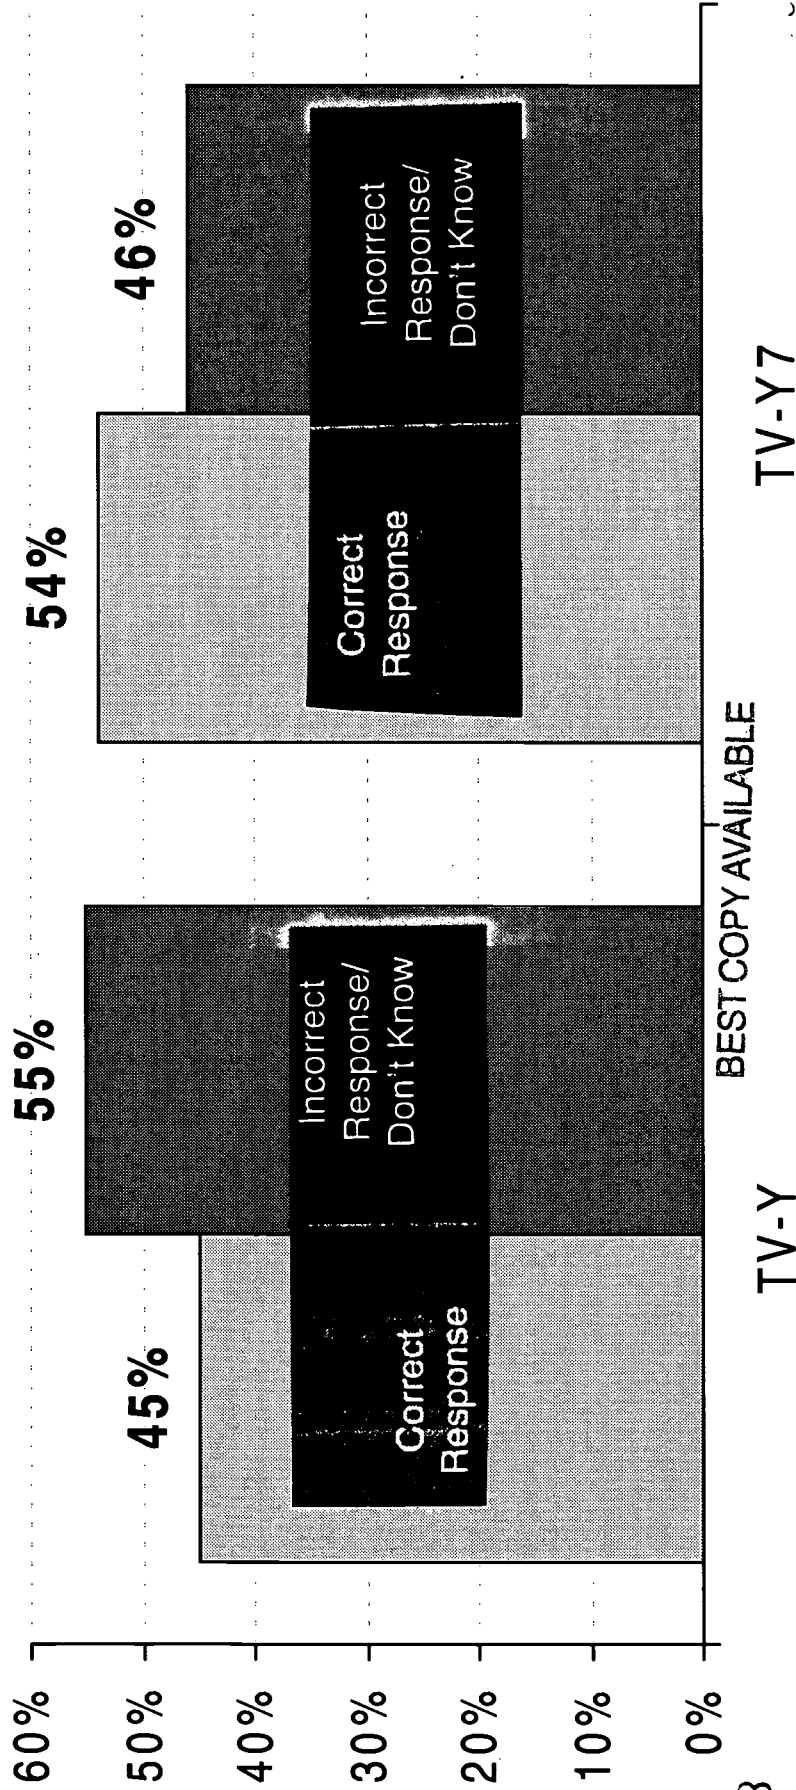 60%
50%
40%
30%
20%
10%
0%
45%
55%
54%
46%
Correct
Response
Incorrect
Response/
Don't Know
Correct
Response
Incorrect
Response/
Don't Know
TV-Y
TV-Y7
BEST COPY AVAILABLE